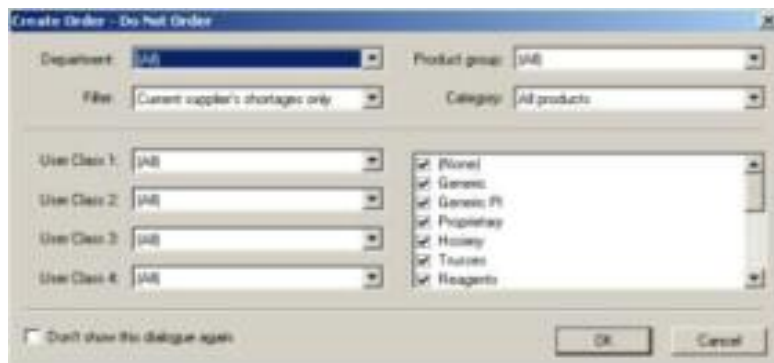 Create Order - Do Not Order
Department: (All)
Product group: (All)
Filter: Current supplier's shortages only
Category: All products
User Class 1: (All)
User Class 2: (All)
User Class 3: (All)
User Class 4: (All)
(None)
Generic
Generic PI
Proprietary
Hosiery
Trusses
Reagents
Don't show this dialogue again
OK
Cancel